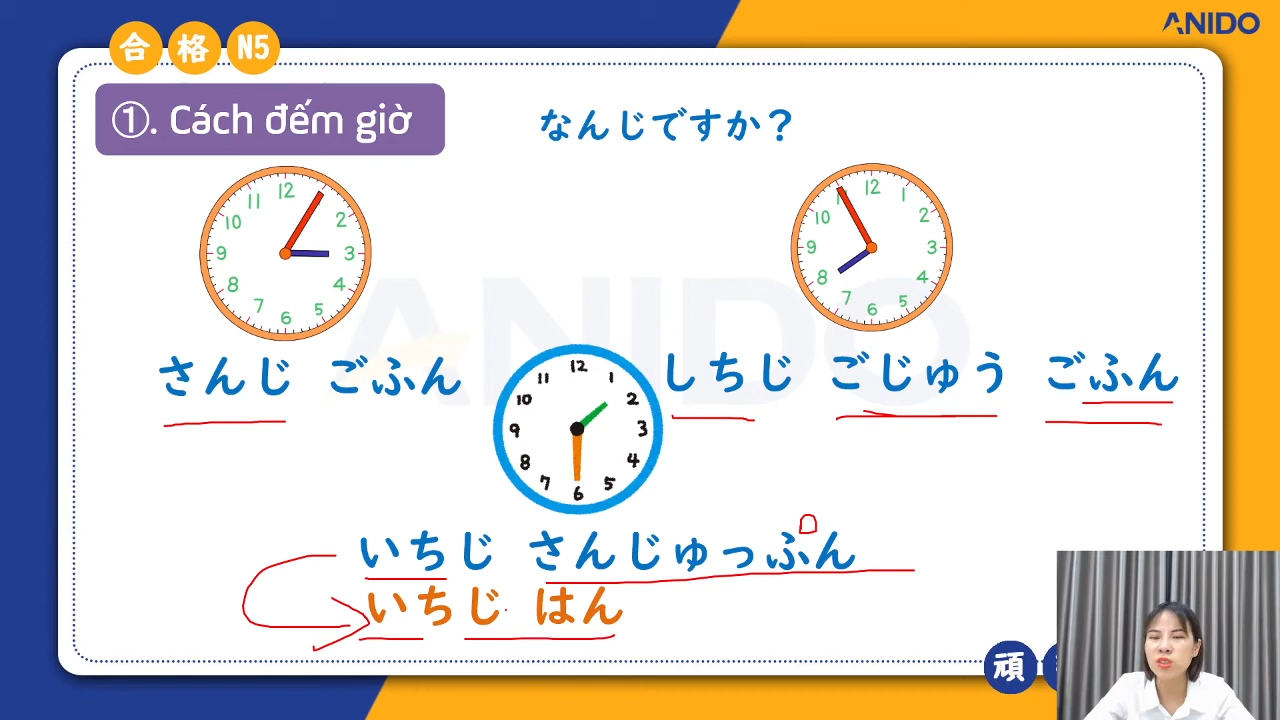 ANIDO
合 格 N5
①. Cách đếm giờ
なんじですか？
さんじ ごふん
しちじ ごじゅう ごふん
いちじ さんじゅっぷん
いちじ はん
頑